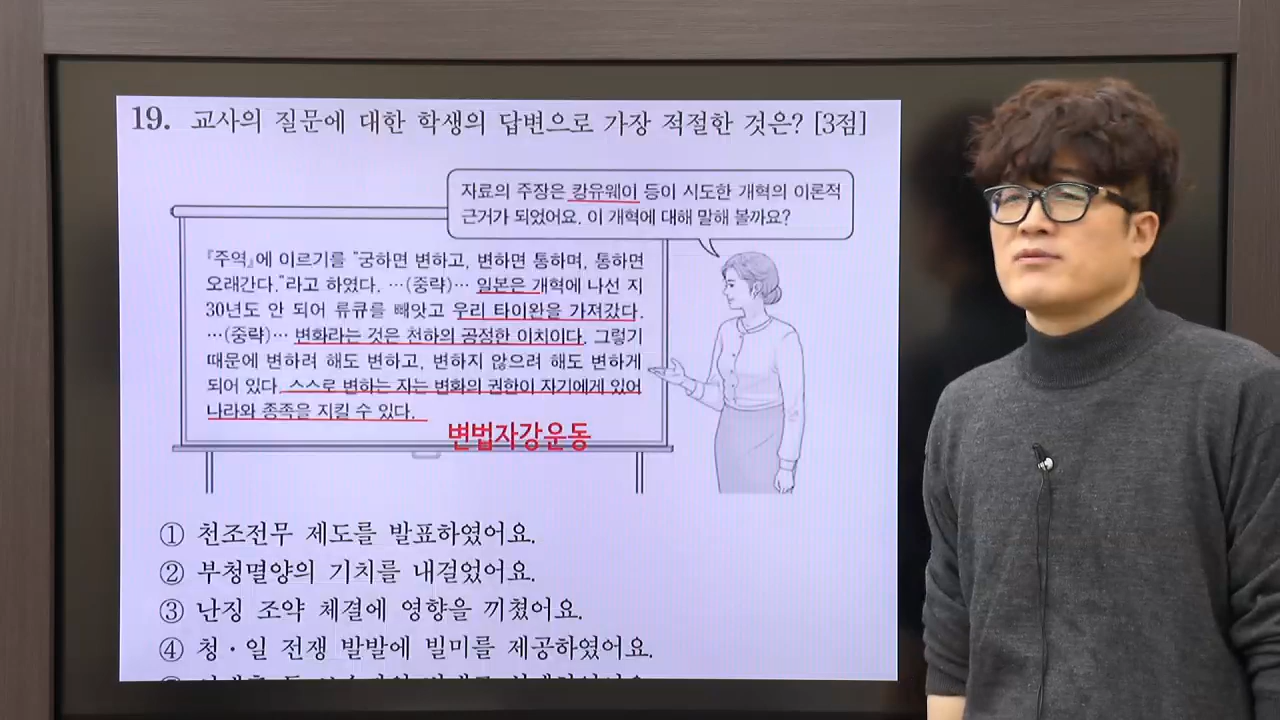 19. 교사의 질문에 대한 학생의 답변으로 가장 적절한 것은? [3점]
자료의 주장은 캉유웨이 등이 시도한 개혁의 이론적
근거가 되었어요. 이 개혁에 대해 말해 볼까요?
『주역』에 이르기를 “궁하면 변하고, 변하면 통하며, 통하면
오래간다.”라고 하였다. …(중략)… 일본은 개혁에 나선 지
30년도 안 되어 류큐를 빼앗고 우리 타이완을 가져갔다.
…(중략)… 변화라는 것은 천하의 공정한 이치이다. 그렇기
때문에 변하려 해도 변하고, 변하지 않으려 해도 변하게
되어 있다. 스스로 변하는 자는 변화의 권한이 자기에게 있어
나라와 종족을 지킬 수 있다.
변법자강운동
① 천조전무 제도를 발표하였어요.
② 부청멸양의 기치를 내걸었어요.
③ 난징 조약 체결에 영향을 끼쳤어요.
④ 청·일 전쟁 발발에 빌미를 제공하였어요.